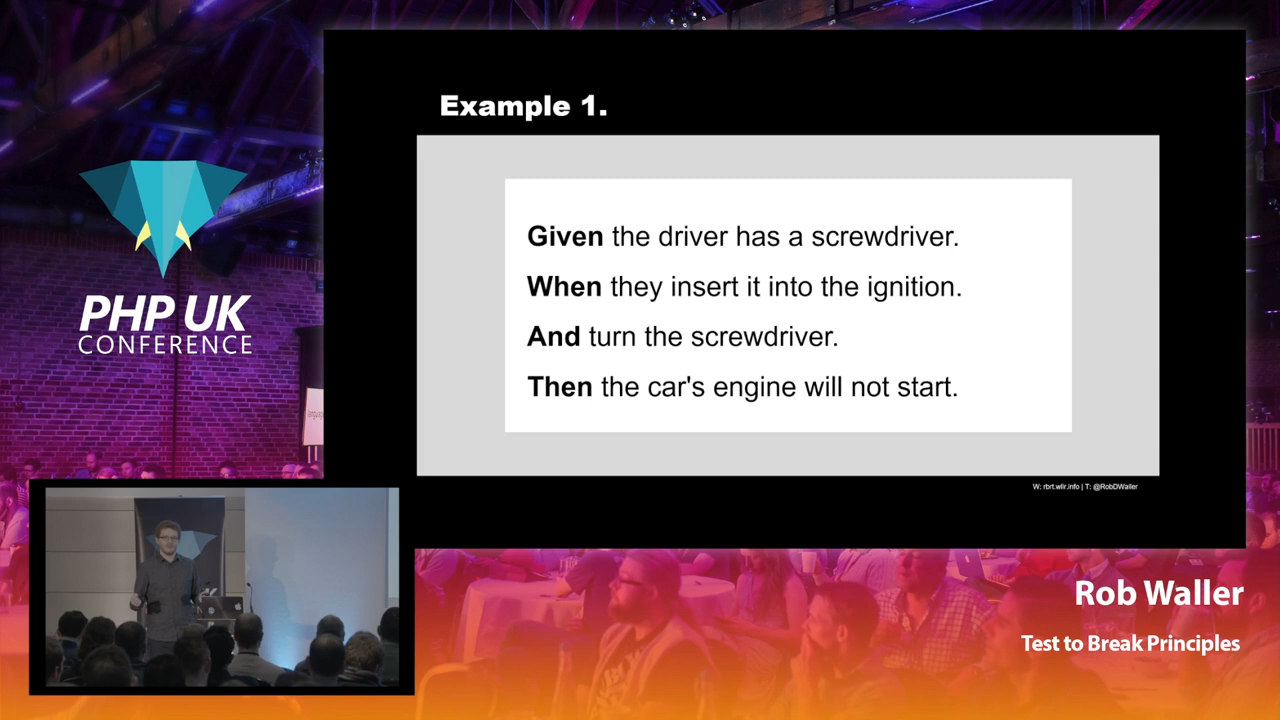 Example 1.
Given the driver has a screwdriver.
When they insert it into the ignition.
And turn the screwdriver.
Then the car's engine will not start.
W: rbrt.wllr.info | T: @RobDWaller
PHP UK
CONFERENCE
Rob Waller
Test to Break Principles